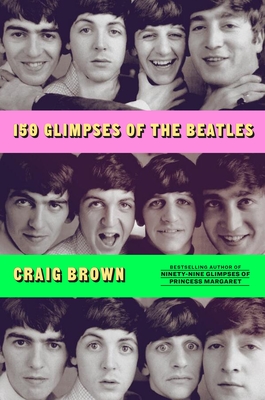 150 GLIMPSES OF THE BEATLES
CRAIG BROWN
BESTSELLING AUTHOR OF
NINETY-NINE GLIMPSES OF
PRINCESS MARGARET